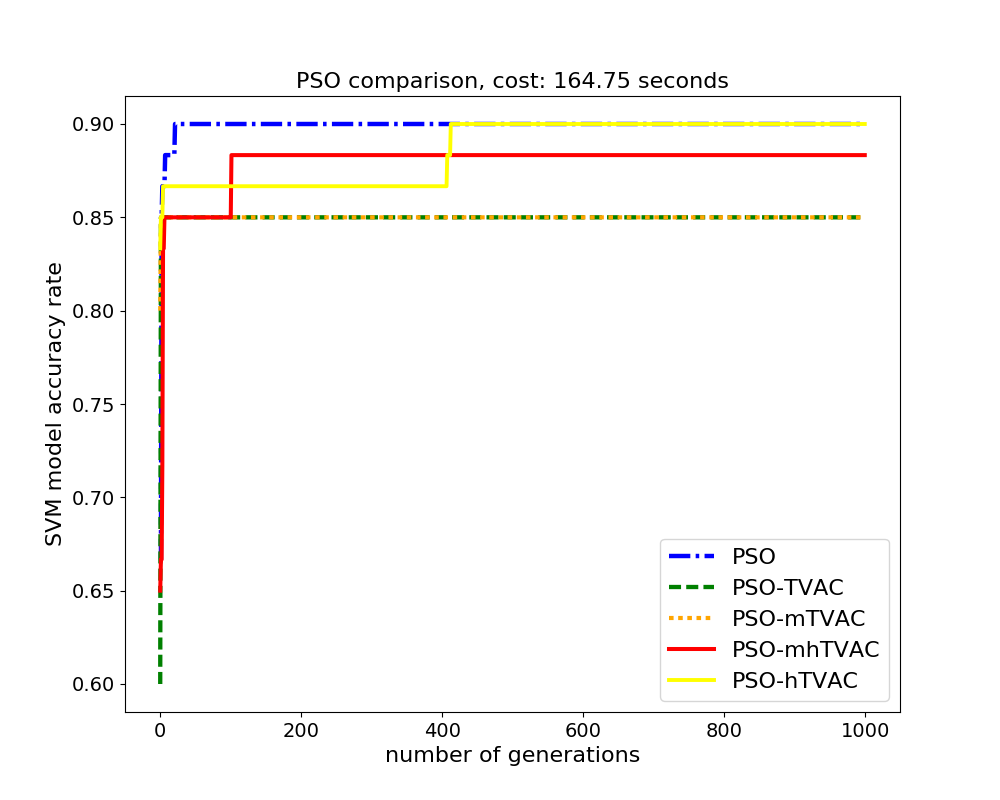 PSO comparison, cost: 164.75 seconds
0.90
0.85
0.80
0.75
0.70
0.65
0.60
SVM model accuracy rate
0 200 400 600 800 1000
number of generations
PSO
PSO-TVAC
PSO-mTVAC
PSO-mhTVAC
PSO-hTVAC